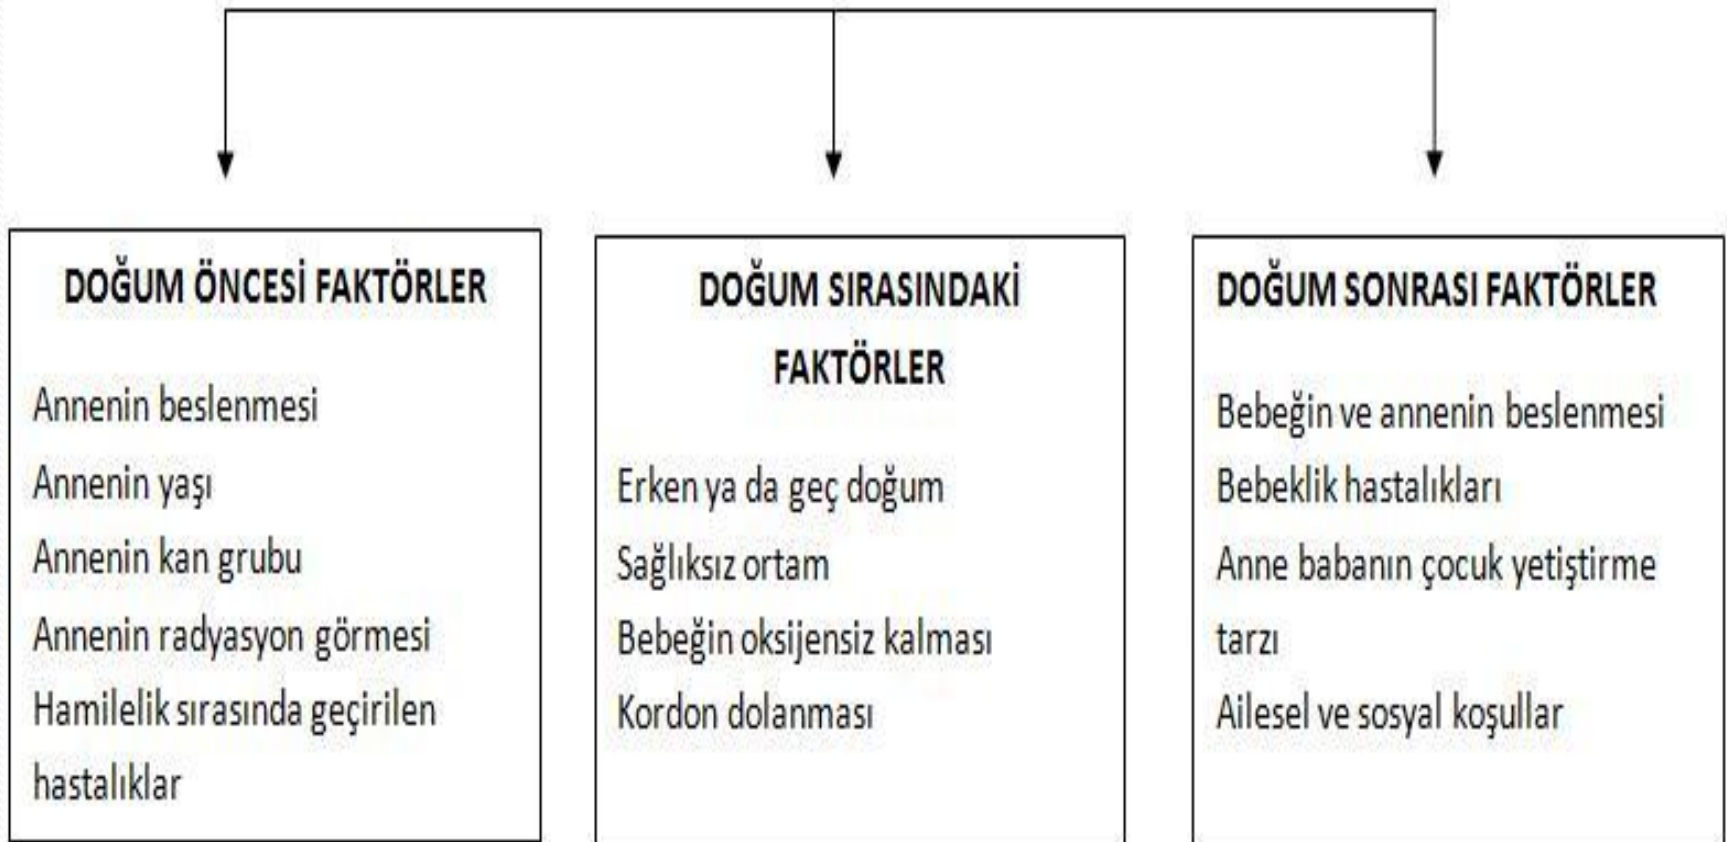 DOĞUM ÖNCESİ FAKTÖRLER
Annenin beslenmesi
Annenin yaşı
Annenin kan grubu
Annenin radyasyon görmesi
Hamilelik sırasında geçirilen
hastalıklar
DOĞUM SIRASINDAKİ
FAKTÖRLER
Erken ya da geç doğum
Sağlıksız ortam
Bebeğin oksijensiz kalması
Kordon dolanması
DOĞUM SONRASI FAKTÖRLER
Bebeğin ve annenin beslenmesi
Bebeklik hastalıkları
Anne babanın çocuk yetiştirme
tarzı
Ailesel ve sosyal koşullar